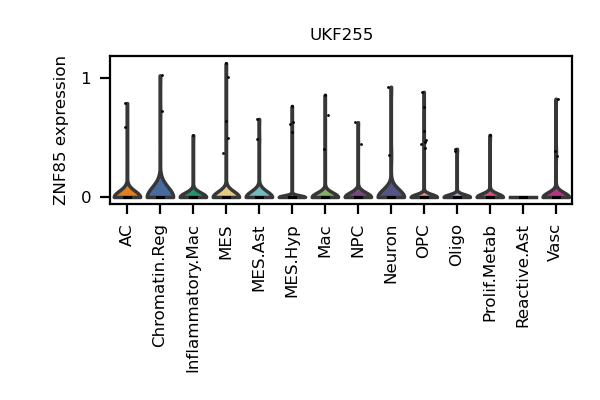 UKF255
ZNF85 expression
1
0
AC
Chromatin.Reg
Inflammatory.Mac
MES
MES.Ast
MES.Hyp
Mac
NPC
Neuron
OPC
Oligo
Prolif.Metab
Reactive.Ast
Vasc